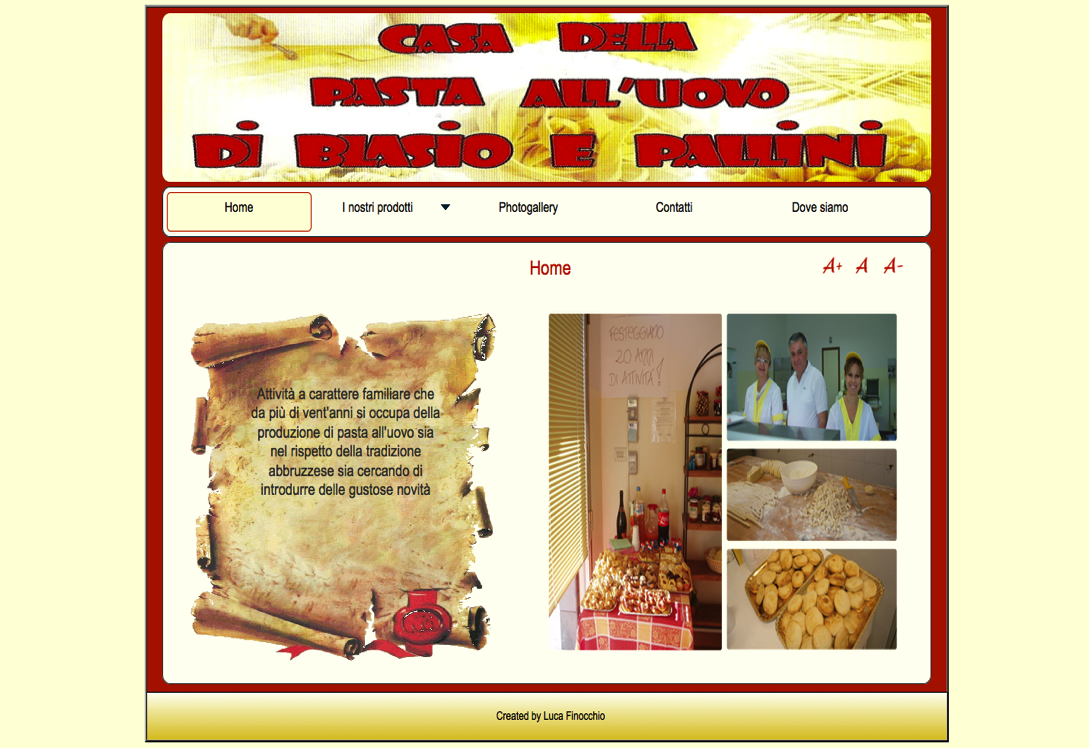 CASA DELLA
PASTA ALL'UOVO
Di BLASiO E PALLiNi
Home
I nostri prodotti
Photogallery
Contatti
Dove siamo
Home
A+ A A-
Attività a carattere familiare che
da più di vent'anni si occupa della
produzione di pasta all'uovo sia
nel rispetto della tradizione
abbruzzese sia cercando di
introdurre delle gustose novità
FESTEGGIAMO
20 ANNI
DI ATTIVITA'!
Created by Luca Finocchio